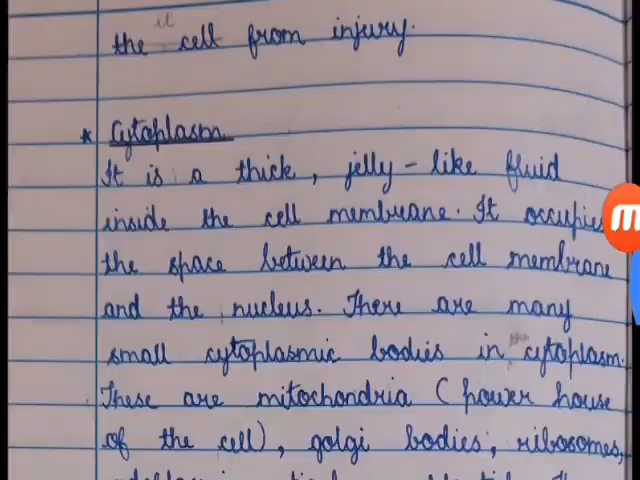 the cell from injury.
* Cytoplasm
It is a thick, jelly-like fluid
inside the cell membrane. It occupies
the space between the cell membrane
and the nucleus. There are many
small cytoplasmic bodies in cytoplasm.
These are mitochondria (power house
of the cell), golgi bodies, ribosomes,